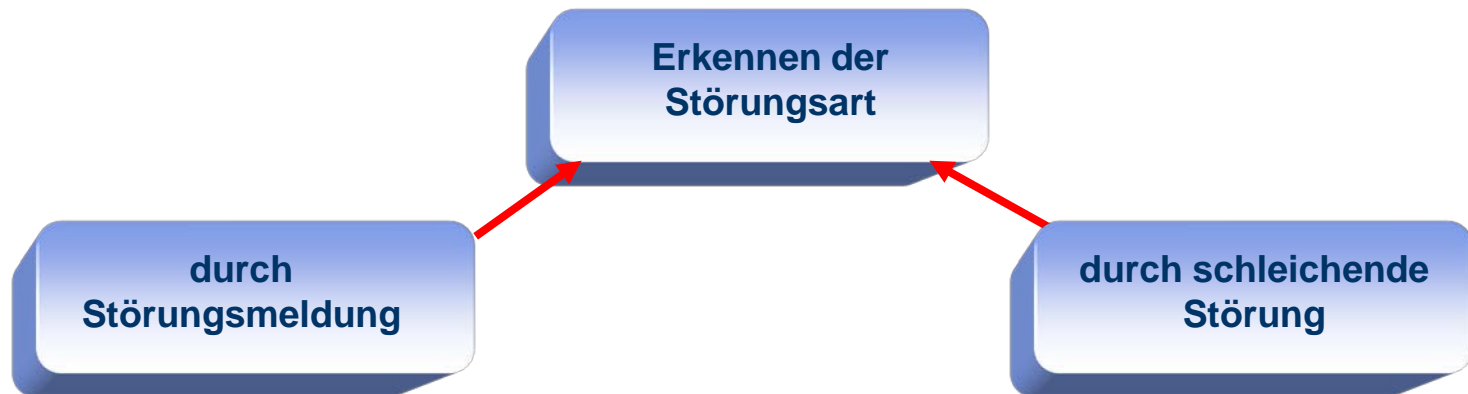 Erkennen der
Störungsart
durch
Störungsmeldung
durch schleichende
Störung